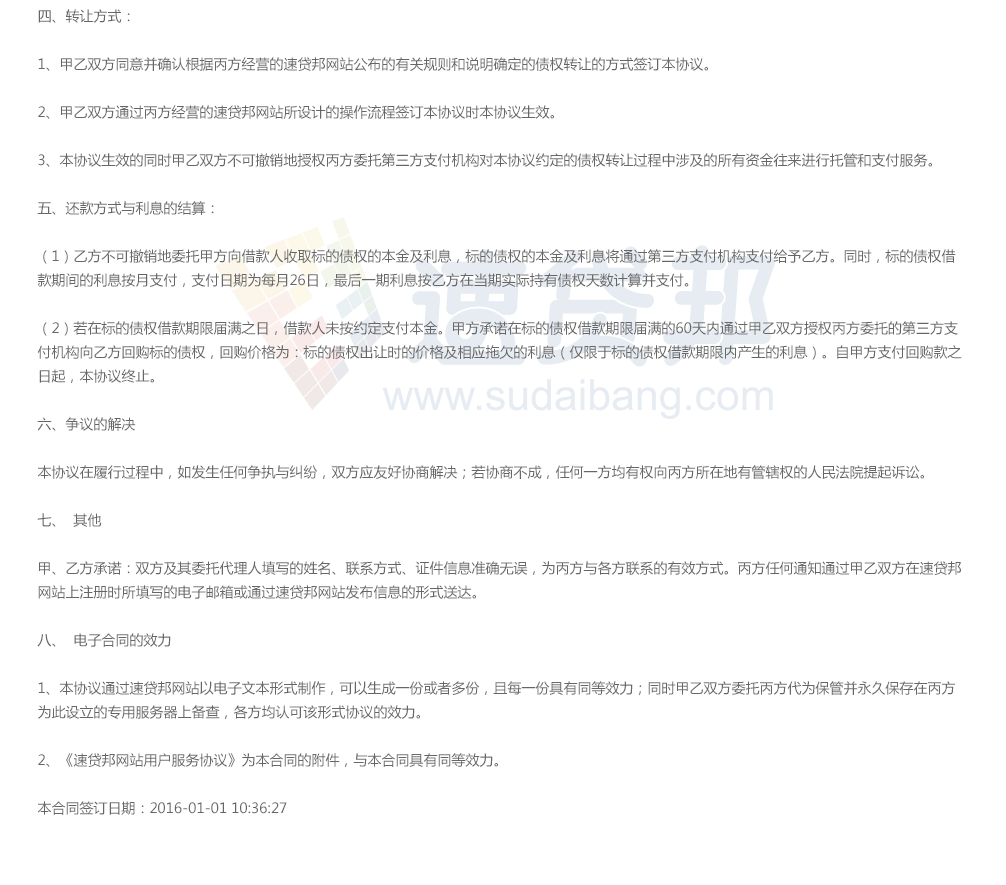 四、转让方式：
1、甲乙双方同意并确认根据丙方经营的速贷邦网站公布的有关规则和说明确定的债权转让的方式签订本协议。
2、甲乙双方通过丙方经营的速贷邦网站所设计的操作流程签订本协议时本协议生效。
3、本协议生效的同时甲乙双方不可撤销地授权丙方委托第三方支付机构对本协议约定的债权转让过程中涉及的所有资金往来进行托管和支付服务。
五、还款方式与利息的结算：
（1）乙方不可撤销地委托甲方向借款人收取标的债权的本金及利息，标的债权的本金及利息将通过第三方支付机构支付给予乙方。同时，标的债权借
款期间的利息按月支付，支付日期为每月26日，最后一期利息按乙方在当期实际持有债权天数计算并支付。
（2）若在标的债权借款期限届满之日，借款人未按约定支付本金。甲方承诺在标的债权借款期限届满的60天内通过甲乙双方授权丙方委托的第三方支
付机构向乙方回购标的债权，回购价格为：标的债权出让时的价格及相应拖欠的利息（仅限于标的债权借款期限内产生的利息）。自甲方支付回购款之
日起，本协议终止。
速贷邦
www.sudaibang.com
六、争议的解决
本协议在履行过程中，如发生任何争执与纠纷，双方应友好协商解决；若协商不成，任何一方均有权向丙方所在地有管辖权的人民法院提起诉讼。
七、 其他
甲、乙方承诺：双方及其委托代理人填写的姓名、联系方式、证件信息准确无误，为丙方与各方联系的有效方式。丙方任何通知通过甲乙双方在速贷邦
网站上注册时所填写的电子邮箱或通过速贷邦网站发布信息的形式送达。
八、 电子合同的效力
1、本协议通过速贷邦网站以电子文本形式制作，可以生成一份或者多份，且每一份具有同等效力；同时甲乙双方委托丙方代为保管并永久保存在丙方
为此设立的专用服务器上备查，各方均认可该形式协议的效力。
2、《速贷邦网站用户服务协议》为本合同的附件，与本合同具有同等效力。
本合同签订日期：2016-01-01 10:36:27